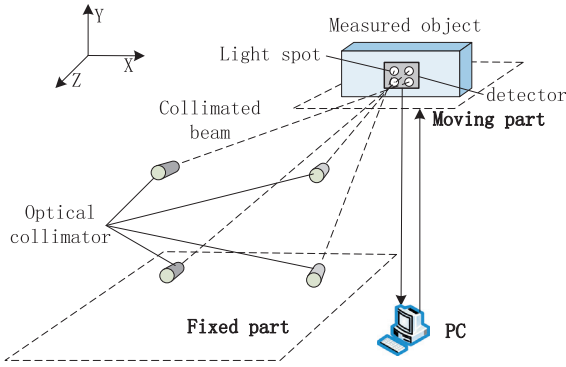 Y
X
Z
Measured object
Light spot
detector
Collimated
beam
Moving part
Optical
collimator
Fixed part
PC